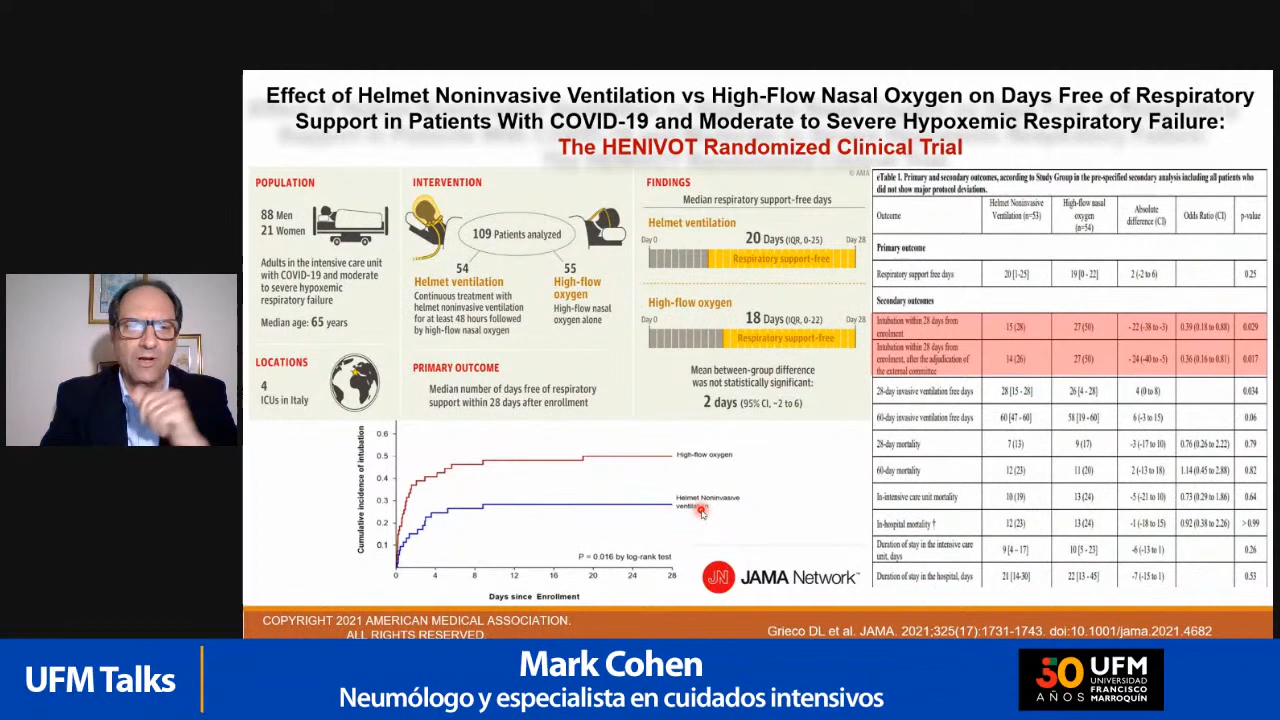 Effect of Helmet Noninvasive Ventilation vs High-Flow Nasal Oxygen on Days Free of Respiratory
Support in Patients With COVID-19 and Moderate to Severe Hypoxemic Respiratory Failure:
The HENIVOT Randomized Clinical Trial
© AMA
POPULATION
88 Men
21 Women
Adults in the intensive care unit
with COVID-19 and moderate
to severe hypoxemic
respiratory failure
Median age: 65 years
LOCATIONS
4
ICUs in Italy
INTERVENTION
109 Patients analyzed
54
Helmet ventilation
Continuous treatment with
helmet noninvasive ventilation
for at least 48 hours followed
by high-flow nasal oxygen
55
High-flow
oxygen
High-flow nasal
oxygen alone
PRIMARY OUTCOME
Median number of days free of respiratory
support within 28 days after enrollment
FINDINGS
Median respiratory support-free days
Helmet ventilation
Day 0
20 Days (IQR, 0-25)
Day 28
Respiratory support-free
High-flow oxygen
Day 0
18 Days (IQR, 0-22)
Day 28
Respiratory support-free
Mean between-group difference
was not statistically significant:
2 days (95% CI, −2 to 6)
eTable 1. Primary and secondary outcomes, according to Study Group in the pre-specified secondary analysis including all patients who
did not show major protocol deviations.
Outcome
Helmet Noninvasive
Ventilation (n=53)
High-flow nasal
oxygen
(n=54)
Absolute
difference (CI)
Odds Ratio (CI)
p-value
Primary outcome
Respiratory support free days 20 [1-25] 19 [0 - 22] 2 (-2 to 6) 0.25
Secondary outcomes
Intubation within 28 days from
enrolment
15 (28) 27 (50) - 22 (-38 to -3) 0.39 (0.18 to 0.88) 0.029
Intubation within 28 days from
enrolment, after the adjudication of
the external committee
14 (26) 27 (50) - 24 (-40 to -5) 0.36 (0.16 to 0.81) 0.017
28-day invasive ventilation free days 28 [15 - 28] 26 [4 - 28] 4 (0 to 8) 0.034
60-day invasive ventilation free days 60 [47 - 60] 58 [19 - 60] 6 (-3 to 15) 0.06
28-day mortality 7 (13) 9 (17) -3 (-17 to 10) 0.76 (0.26 to 2.22) 0.79
60-day mortality 12 (23) 11 (20) 2 (-13 to 18) 1.14 (0.45 to 2.88) 0.82
In-intensive care unit mortality 10 (19) 13 (24) -5 (-21 to 10) 0.73 (0.29 to 1.86) 0.64
In-hospital mortality † 12 (23) 13 (24) -1 (-18 to 15) 0.92 (0.38 to 2.26) > 0.99
Duration of stay in the intensive care
unit, days
9 [4 – 17] 10 [5 - 23] -6 (-13 to 1) 0.26
Duration of stay in the hospital, days 21 [14-30] 22 [13 - 45] -7 (-15 to 1) 0.53
Cumulative incidence of intubation
0.6
0.5
0.4
0.3
0.2
0.1
High-flow oxygen
Helmet Noninvasive
P = 0.016 by log-rank test
0 4 8 12 16 20 24 28
Days since Enrollment
JN JAMA Network™
COPYRIGHT 2021 AMERICAN MEDICAL ASSOCIATION.
ALL RIGHTS RESERVED.
Grieco DL et al. JAMA. 2021;325(17):1731-1743. doi:10.1001/jama.2021.4682
UFM Talks
Mark Cohen
Neumólogo y especialista en cuidados intensivos
50
AÑOS
UFM
UNIVERSIDAD
FRANCISCO
MARROQUÍN